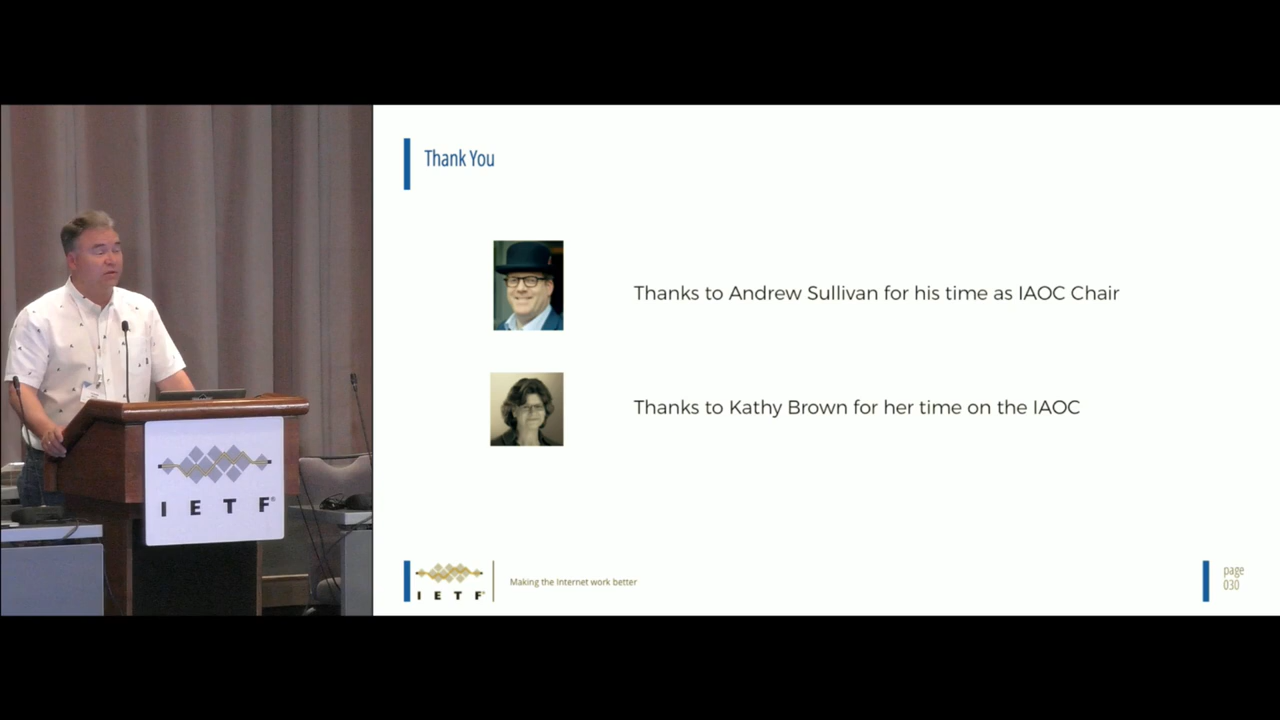 Thank You
Thanks to Andrew Sullivan for his time as IAOC Chair
Thanks to Kathy Brown for her time on the IAOC
IETF®
IETF®
Making the Internet work better
page
030